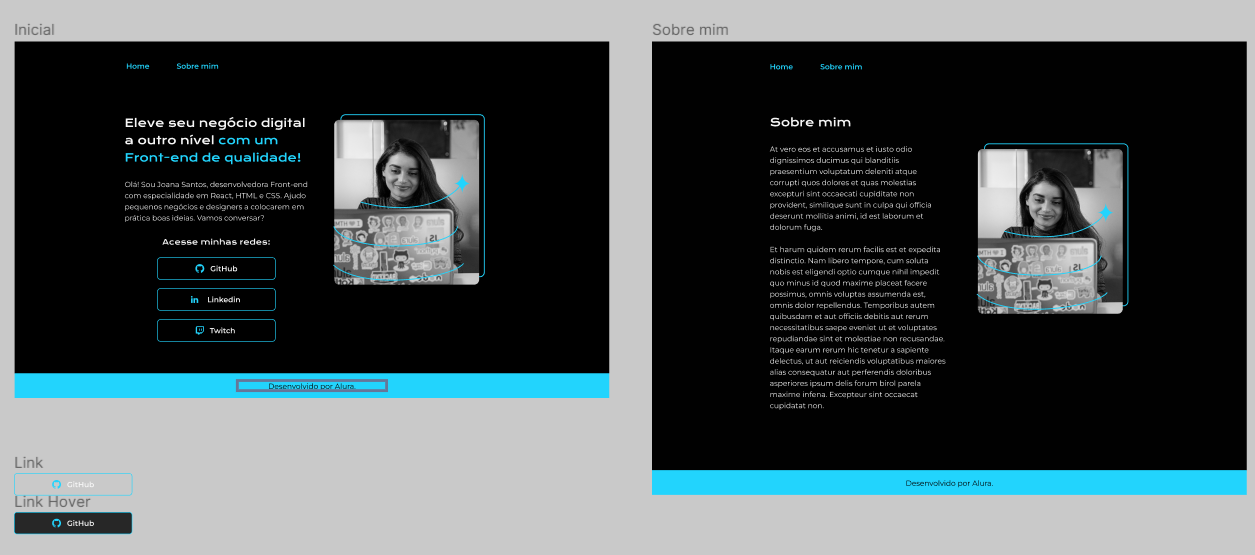 Inicial
Home Sobre mim
Eleve seu negócio digital
a outro nível com um
Front-end de qualidade!
Olá! Sou Joana Santos, desenvolvedora Front-end
com especialidade em React, HTML e CSS. Ajudo
pequenos negócios e designers a colocarem em
prática boas ideias. Vamos conversar?
Acesse minhas redes:
GitHub
Linkedin
Twitch
Desenvolvido por Alura.
Link
GitHub
Link Hover
GitHub
Sobre mim
Home Sobre mim
Sobre mim
At vero eos et accusamus et iusto odio
dignissimos ducimus qui blanditiis
praesentium voluptatum deleniti atque
corrupti quos dolores et quas molestias
excepturi sint occaecati cupiditate non
provident, similique sunt in culpa qui officia
deserunt mollitia animi, id est laborum et
dolorum fuga.
Et harum quidem rerum facilis est et expedita
distinctio. Nam libero tempore, cum soluta
nobis est eligendi optio cumque nihil impedit
quo minus id quod maxime placeat facere
possimus, omnis voluptas assumenda est,
omnis dolor repellendus. Temporibus autem
quibusdam et aut officiis debitis aut rerum
necessitatibus saepe eveniet ut et voluptates
repudiandae sint et molestiae non recusandae.
Itaque earum rerum hic tenetur a sapiente
delectus, ut aut reiciendis voluptatibus maiores
alias consequatur aut perferendis doloribus
asperiores ipsum delis forum birol parela
maxime infena. Excepteur sint occaecat
cupidatat non.
Desenvolvido por Alura.